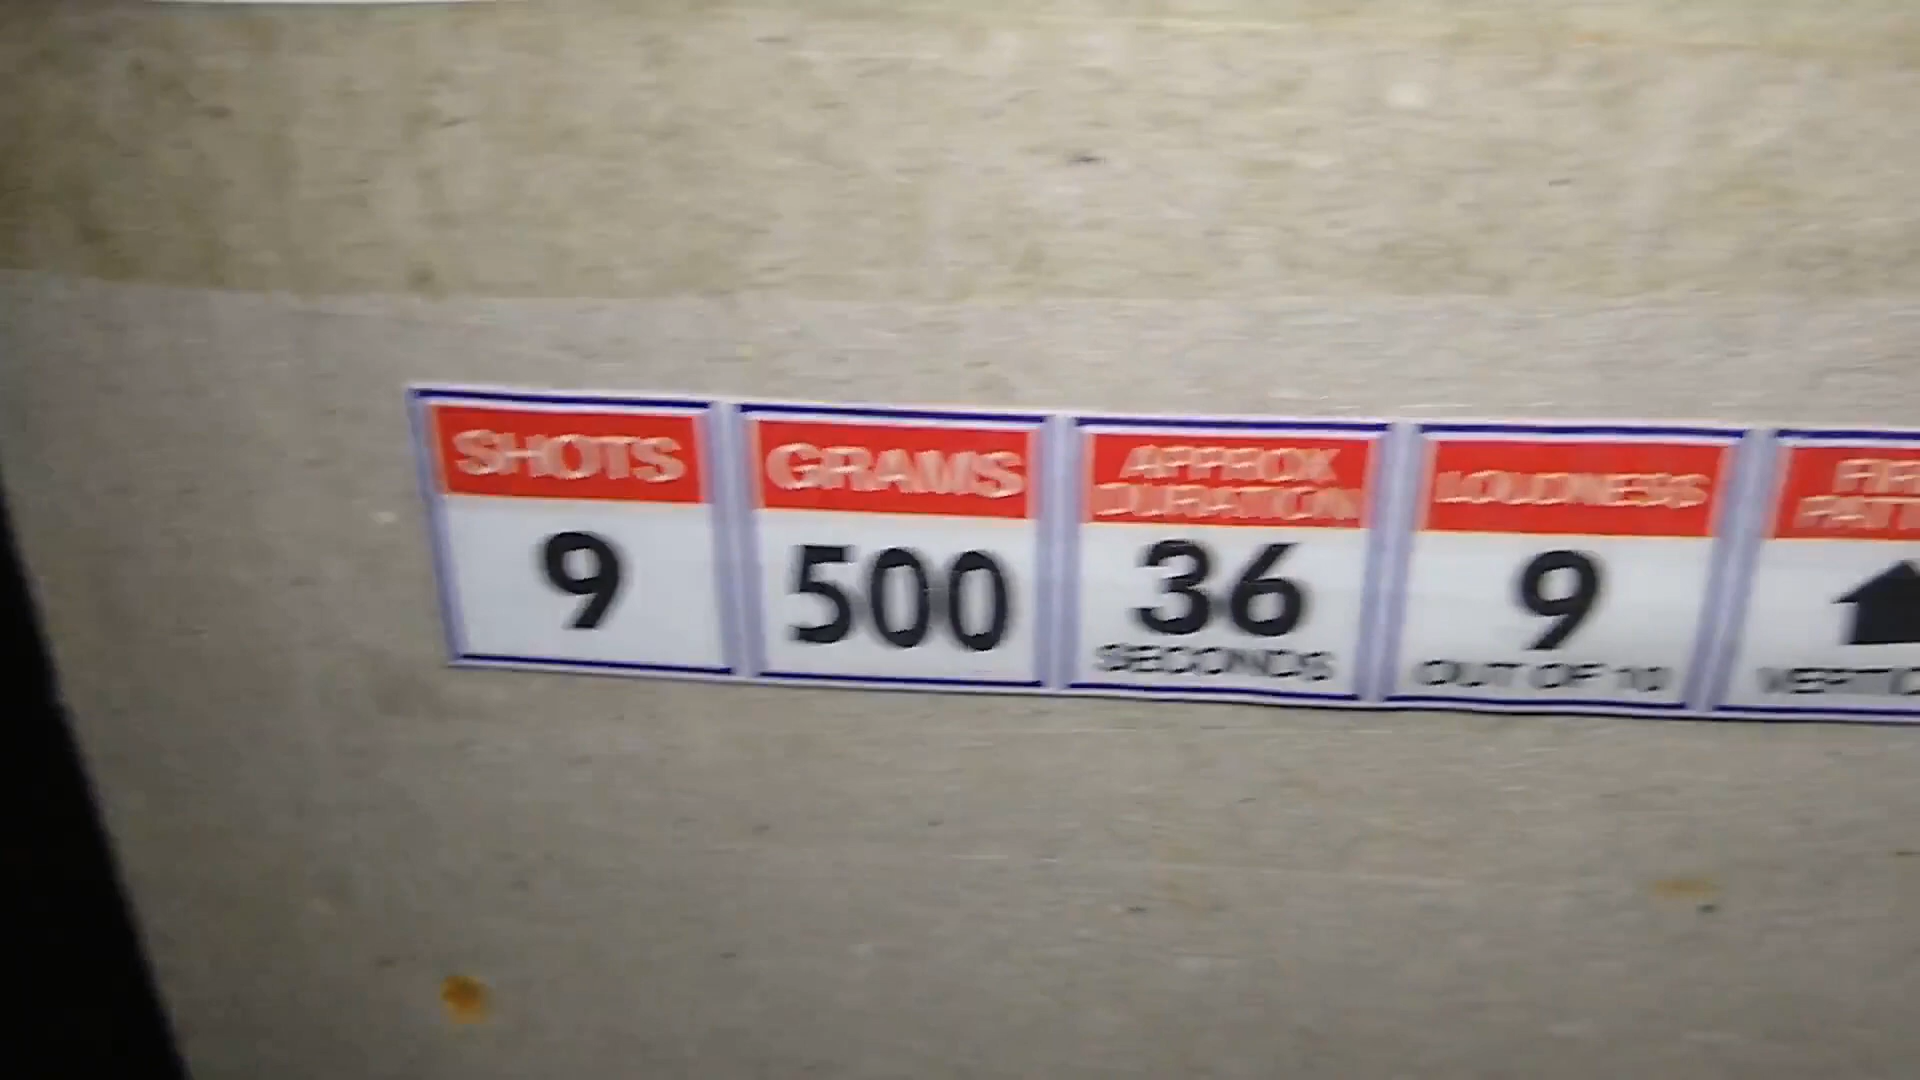 SHOTS
9
GRAMS
500
APPROX
DURATION
36
SECONDS
LOUDNESS
9
OUT OF 10